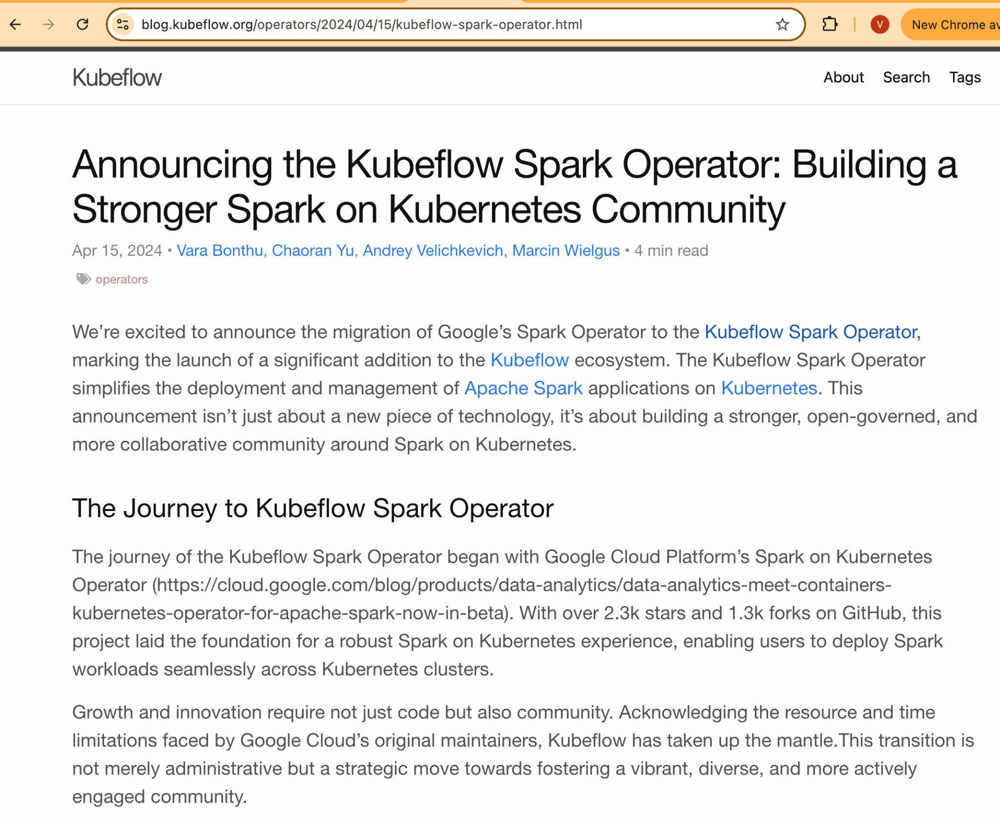 blog.kubeflow.org/operators/2024/04/15/kubeflow-spark-operator.html
V
New Chrome av
Kubeflow
About Search Tags
Announcing the Kubeflow Spark Operator: Building a
Stronger Spark on Kubernetes Community
Apr 15, 2024 • Vara Bonthu, Chaoran Yu, Andrey Velichkevich, Marcin Wielgus • 4 min read
operators
We’re excited to announce the migration of Google’s Spark Operator to the Kubeflow Spark Operator,
marking the launch of a significant addition to the Kubeflow ecosystem. The Kubeflow Spark Operator
simplifies the deployment and management of Apache Spark applications on Kubernetes. This
announcement isn’t just about a new piece of technology, it’s about building a stronger, open-governed, and
more collaborative community around Spark on Kubernetes.
The Journey to Kubeflow Spark Operator
The journey of the Kubeflow Spark Operator began with Google Cloud Platform’s Spark on Kubernetes
Operator (https://cloud.google.com/blog/products/data-analytics/data-analytics-meet-containers-
kubernetes-operator-for-apache-spark-now-in-beta). With over 2.3k stars and 1.3k forks on GitHub, this
project laid the foundation for a robust Spark on Kubernetes experience, enabling users to deploy Spark
workloads seamlessly across Kubernetes clusters.
Growth and innovation require not just code but also community. Acknowledging the resource and time
limitations faced by Google Cloud’s original maintainers, Kubeflow has taken up the mantle.This transition is
not merely administrative but a strategic move towards fostering a vibrant, diverse, and more actively
engaged community.